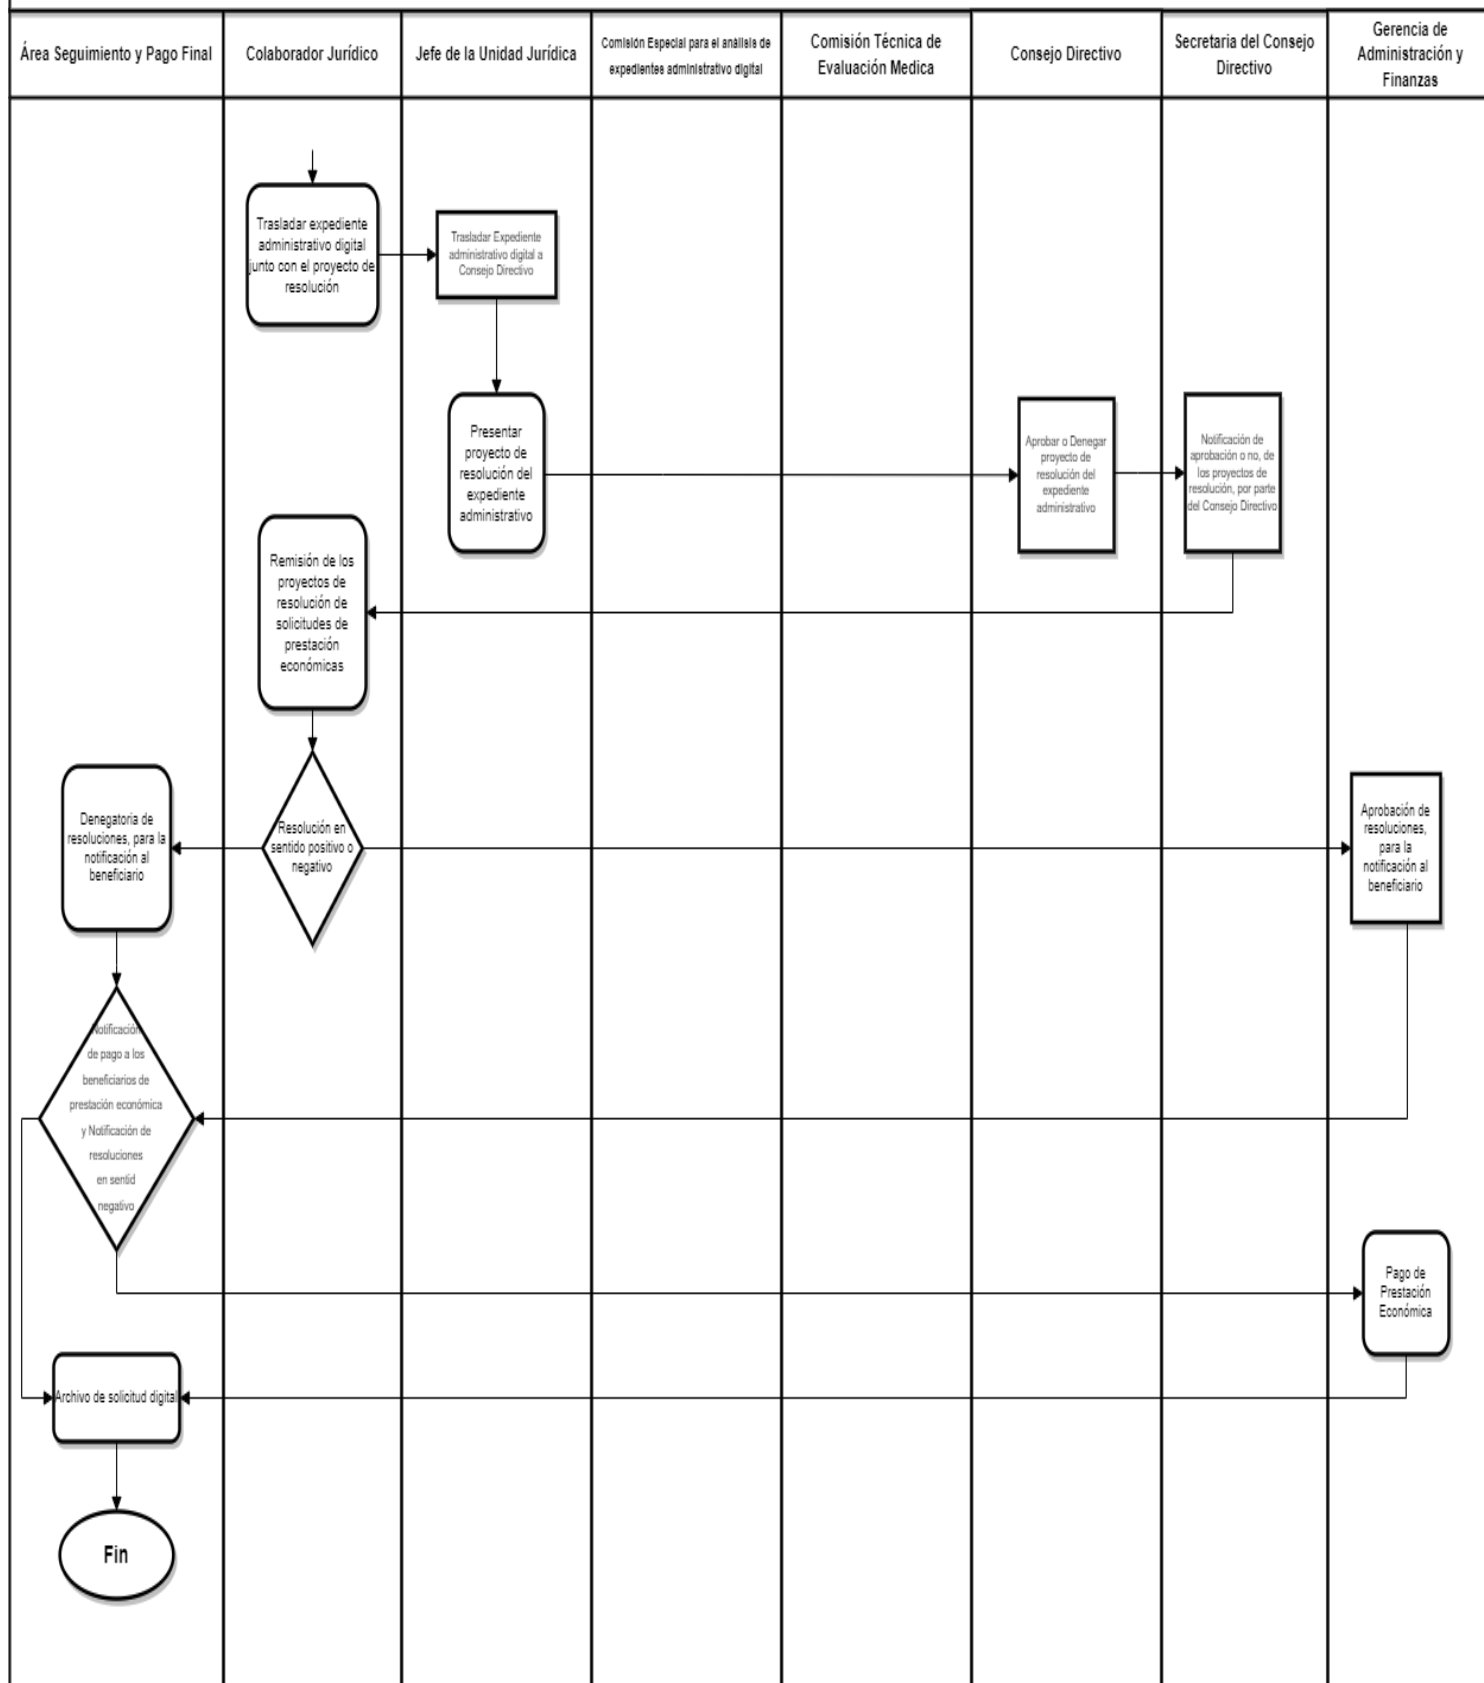 Área Seguimiento y Pago Final
Colaborador Jurídico
Jefe de la Unidad Jurídica
Comisión Especial para el análisis de
expedientes administrativo digital
Comisión Técnica de
Evaluación Medica
Consejo Directivo
Secretaria del Consejo
Directivo
Gerencia de
Administración y
Finanzas
Trasladar expediente
administrativo digital
junto con el proyecto de
resolución
Trasladar Expediente
administrativo digital a
Consejo Directivo
Presentar
proyecto de
resolución del
expediente
administrativo
Aprobar o Denegar
proyecto de
resolución del
expediente
administrativo
Notificación de
aprobación o no, de
los proyectos de
resolución, por parte
del Consejo Directivo
Remisión de los
proyectos de
resolución de
solicitudes de
prestación
económicas
Denegatoria de
resoluciones, para la
notificación al
beneficiario
Resolución en
sentido positivo o
negativo
Aprobación de
resoluciones,
para la
notificación al
beneficiario
Notificación
de pago a los
beneficiarios de
prestación económica
y Notificación de
resoluciones
en sentid
negativo
Pago de
Prestación
Económica
Archivo de solicitud digital
Fin